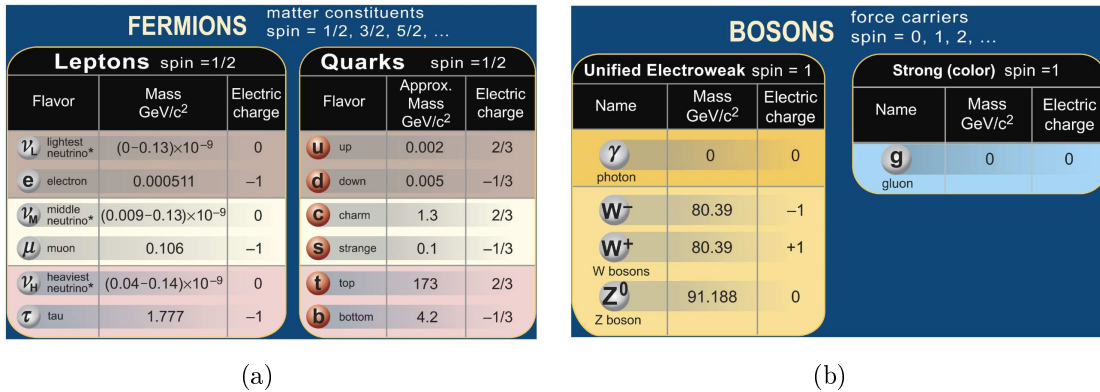 FERMIONS matter constituents
spin = 1/2, 3/2, 5/2, ...
Leptons spin =1/2
Flavor Mass GeV/c² Electric charge
νL lightest neutrino* (0–0.13)×10⁻⁹ 0
e electron 0.000511 –1
νM middle neutrino* (0.009–0.13)×10⁻⁹ 0
μ muon 0.106 –1
νH heaviest neutrino* (0.04–0.14)×10⁻⁹ 0
τ tau 1.777 –1
Quarks spin =1/2
Flavor Approx. Mass GeV/c² Electric charge
u up 0.002 2/3
d down 0.005 –1/3
c charm 1.3 2/3
s strange 0.1 –1/3
t top 173 2/3
b bottom 4.2 –1/3
(a)
BOSONS force carriers
spin = 0, 1, 2, ...
Unified Electroweak spin = 1
Name Mass GeV/c² Electric charge
γ photon 0 0
W⁻ 80.39 –1
W⁺ 80.39 +1
W bosons
Z⁰ 91.188 0
Z boson
Strong (color) spin =1
Name Mass GeV/c² Electric charge
g gluon 0 0
(b)